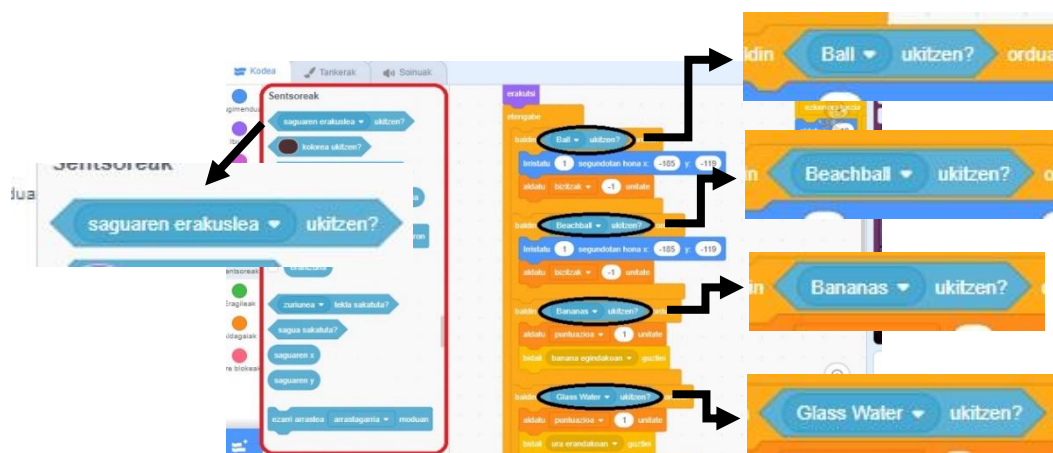 Kodea Tankerak Soinuak
Sentsoreak
saguaren erakuslea ukitzen?
kolorea ukitzen?
Sentsoreak
saguaren erakuslea ukitzen?
erantzuna
Eragileak
zuriunea tekla sakatuta?
sagua sakatuta?
saguaren x
saguaren y
ezarri arrastea arrastagarria moduan
erakutsi
etengabe
baldin Ball ukitzen?
irristatu 1 segundotan hona x: -185 y: -119
aldatu bizitzak -1 unitate
baldin Beachball ukitzen?
irristatu 1 segundotan hona x: -185 y: -119
aldatu bizitzak -1 unitate
baldin Bananas ukitzen?
aldatu puntuazioa 1 unitate
bidali banana egindakoan guztiei
baldin Glass Water ukitzen?
aldatu puntuazioa 1 unitate
bidali ura erandakoan guztiei
Ball ukitzen? ordua
Beachball ukitzen?
Bananas ukitzen?
Glass Water ukitzen?